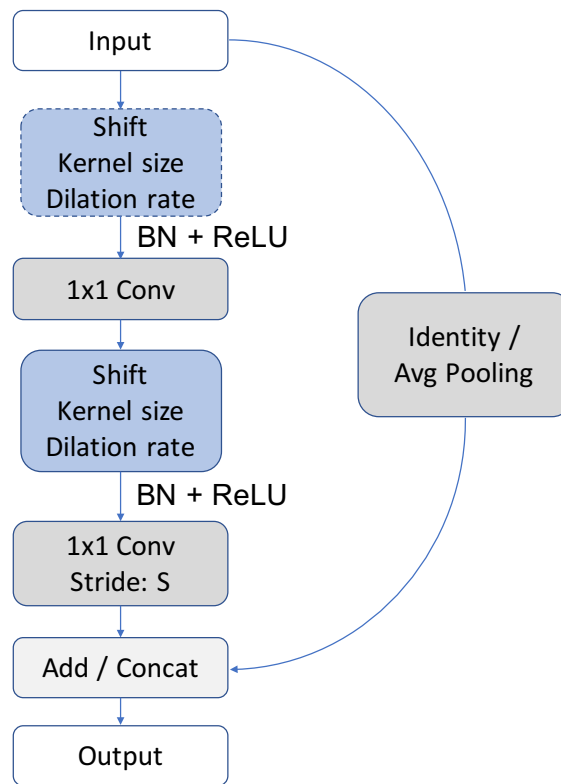 Input
Shift
Kernel size
Dilation rate
BN + ReLU
1x1 Conv
Shift
Kernel size
Dilation rate
BN + ReLU
1x1 Conv
Stride: S
Add / Concat
Output
Identity /
Avg Pooling